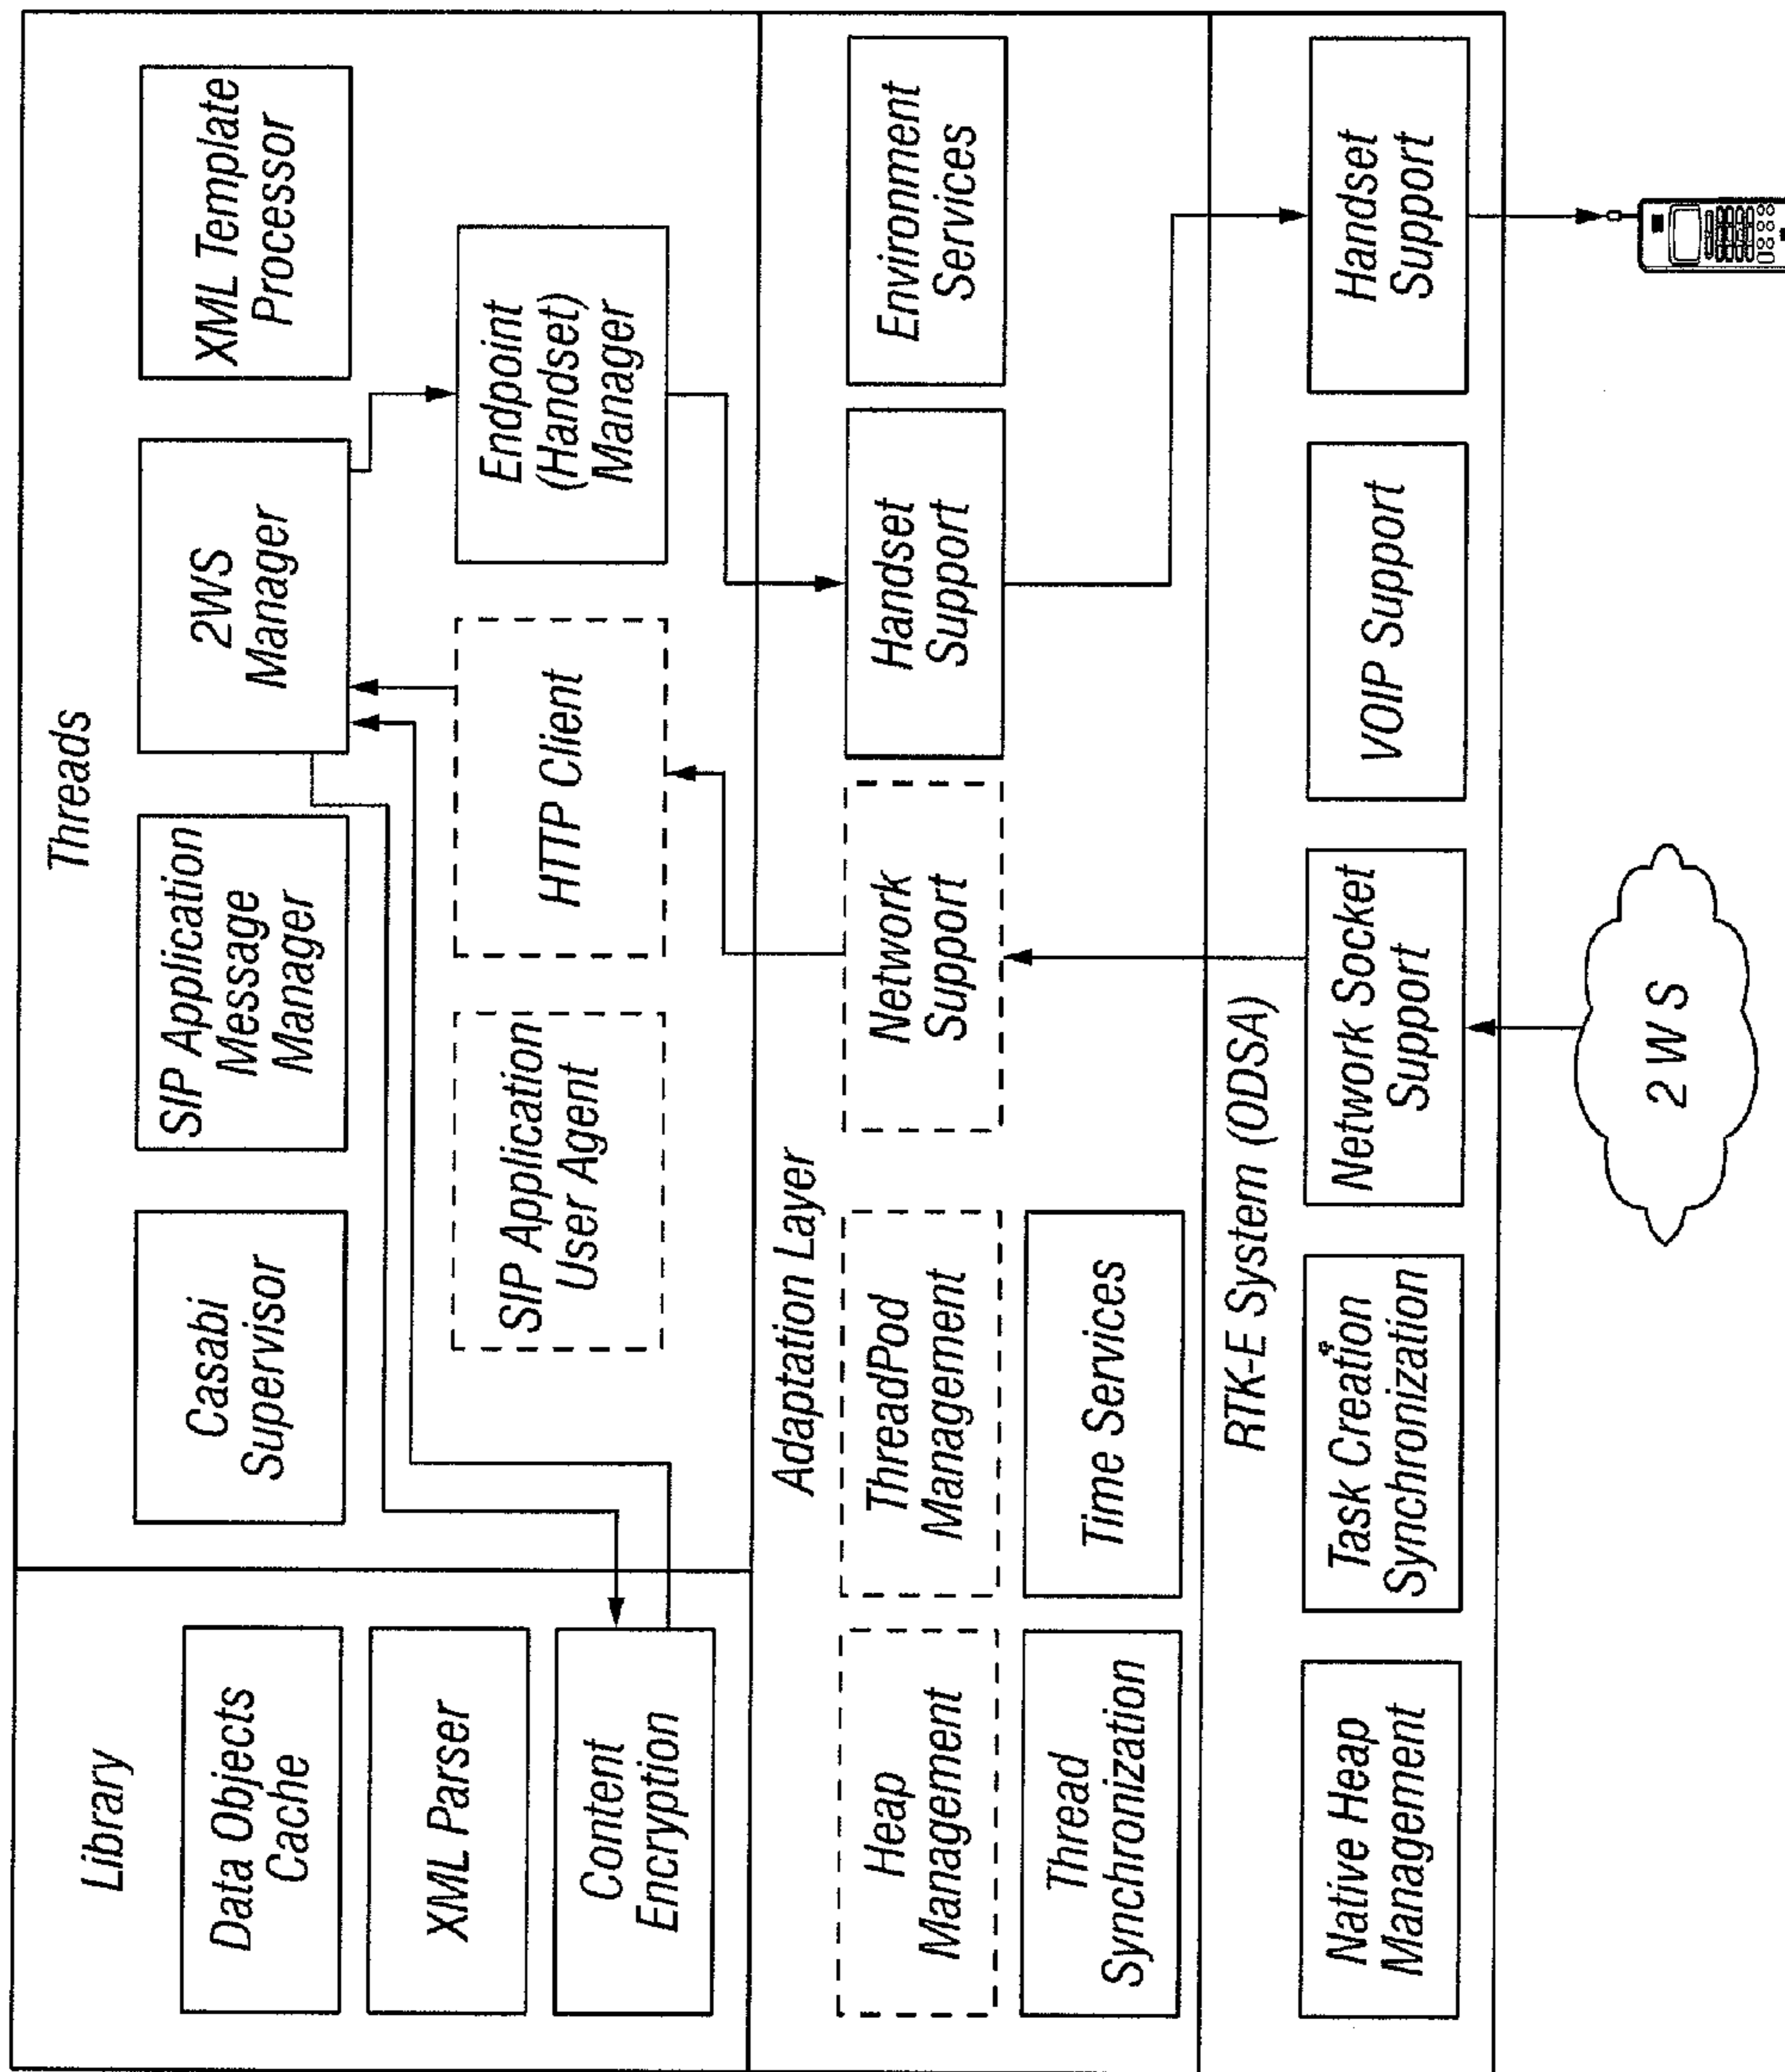 Library
Data Objects
Cache
XML Parser
Content
Encryption
Threads
Casabi
Supervisor
SIP Application
Message
Manager
2WS
Manager
XML Template
Processor
SIP Application
User Agent
HTTP Client
Endpoint
(Handset)
Manager
Adaptation Layer
Heap
Management
ThreadPod
Management
Network
Support
Handset
Support
Environment
Services
Thread
Synchronization
Time Services
RTK-E System (ODSA)
Native Heap
Management
Task Creation
Synchronization
Network Socket
Support
VOIP Support
Handset
Support
2WS